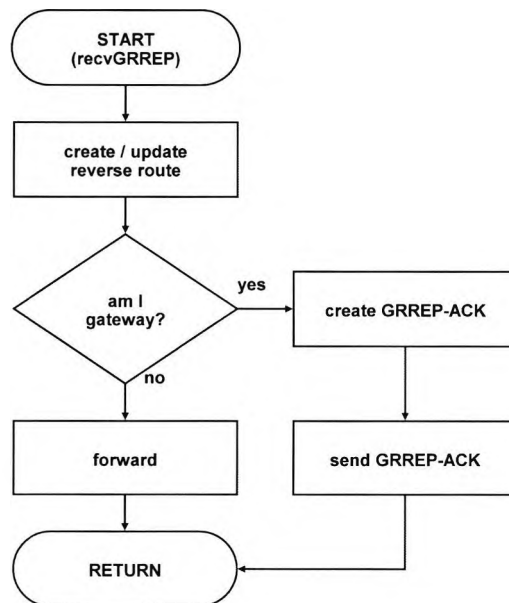 START
(recvGRREP)
create / update
reverse route
am I
gateway?
yes
create GRREP-ACK
no
forward
send GRREP-ACK
RETURN